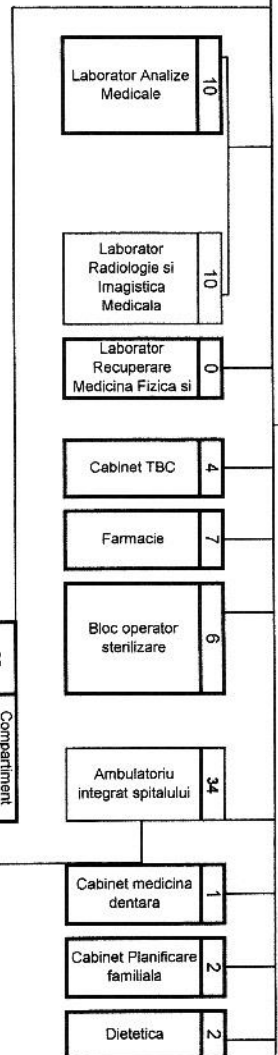 Laborator Analize
Medicale
10
Laborator
Radiologie si
Imagistica
Medicala
10
Laborator
Recuperare
Medicina Fizica si
0
Cabinet TBC
4
Farmacie
7
Bloc operator
sterilizare
6
Ambulatoriu
integrat spitalului
34
Compartiment
Cabinet medicina
dentara
1
Cabinet Planificare
familiala
2
Dietetica
2